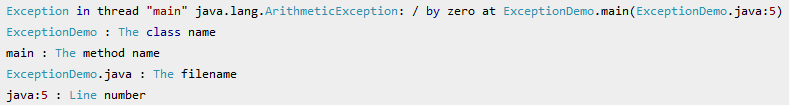 Exception in thread "main" java.lang.ArithmeticException: / by zero at ExceptionDemo.main(ExceptionDemo.java:5)
ExceptionDemo : The class name
main : The method name
ExceptionDemo.java : The filename
java:5 : Line number